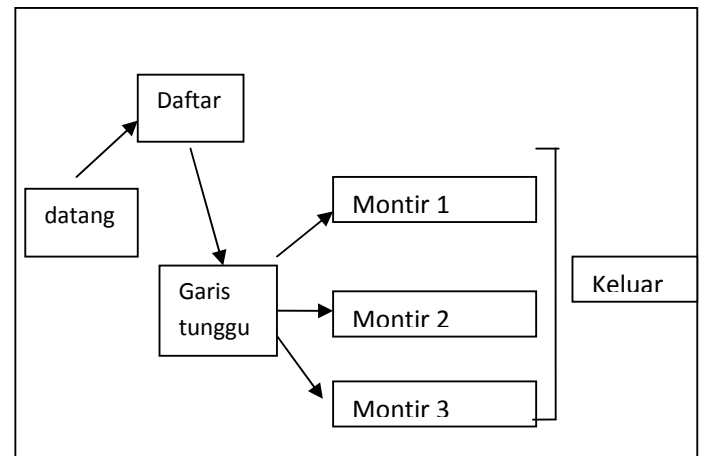 Daftar
datang
Garis
tunggu
Montir 1
Montir 2
Montir 3
Keluar